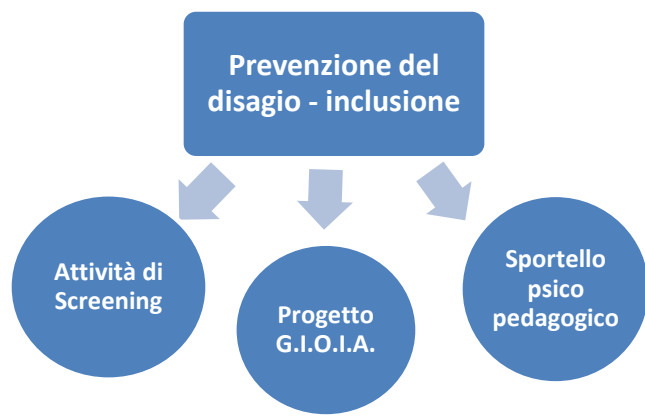 Prevenzione del
disagio - inclusione
Attività di
Screening
Progetto
G.I.O.I.A.
Sportello
psico
pedagogico